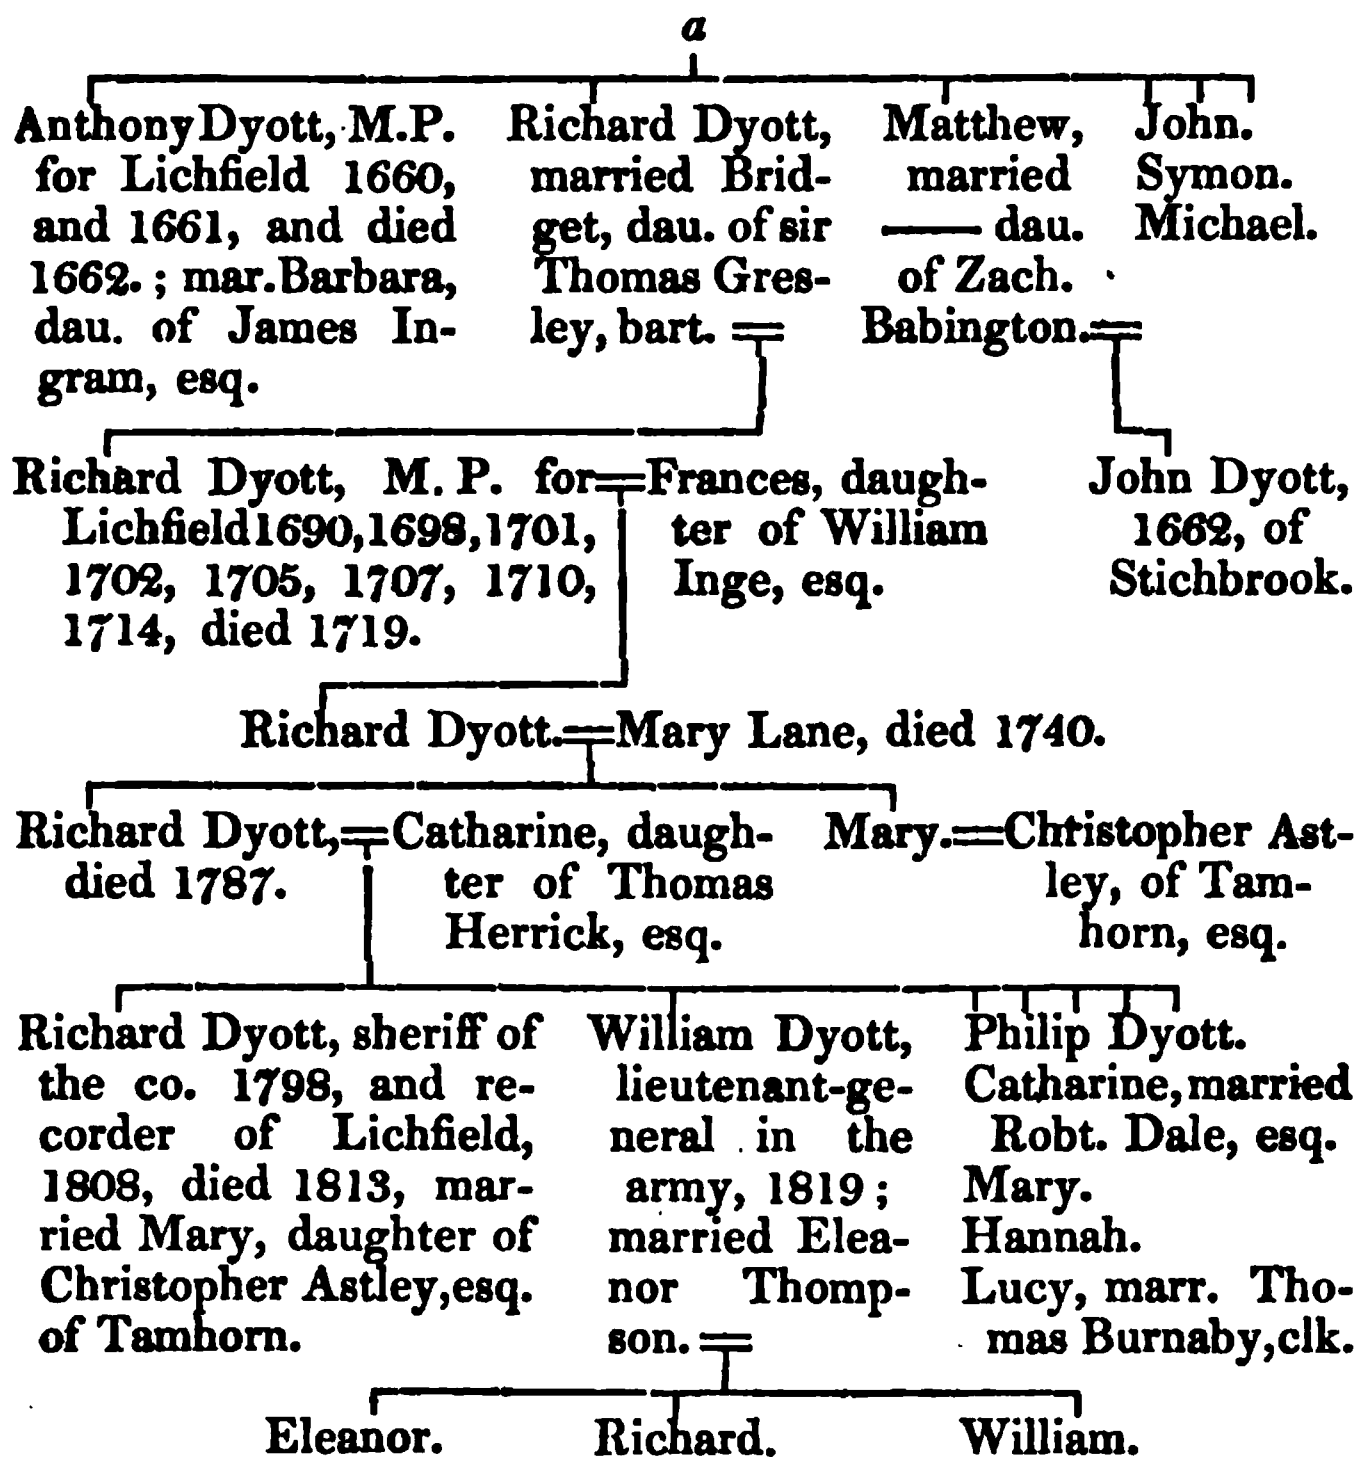 a
Anthony Dyott, M.P.
for Lichfield 1660,
and 1661, and died
1662. ; mar. Barbara,
dau. of James In-
gram, esq.
Richard Dyott,
married Brid-
get, dau. of sir
Thomas Gres-
ley, bart.
Matthew,
married
—— dau.
of Zach.
Babington.
John.
Symon.
Michael.
Richard Dyott, M. P. for
Lichfield 1690, 1698, 1701,
1702, 1705, 1707, 1710,
1714, died 1719.
Frances, daugh-
ter of William
Inge, esq.
John Dyott,
1662, of
Stichbrook.
Richard Dyott.
Mary Lane, died 1740.
Richard Dyott,
died 1787.
Catharine, daugh-
ter of Thomas
Herrick, esq.
Mary.
Christopher Ast-
ley, of Tam-
horn, esq.
Richard Dyott, sheriff of
the co. 1798, and re-
corder of Lichfield,
1808, died 1813, mar-
ried Mary, daughter of
Christopher Astley, esq.
of Tamhorn.
William Dyott,
lieutenant-ge-
neral in the
army, 1819 ;
married Elea-
nor Thomp-
son.
Philip Dyott.
Catharine, married
Robt. Dale, esq.
Mary.
Hannah.
Lucy, marr. Tho-
mas Burnaby, clk.
Eleanor.
Richard.
William.